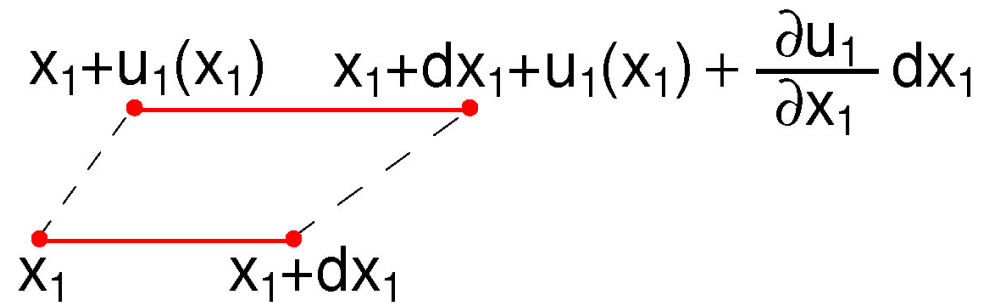 x₁+u₁(x₁)
x₁+dx₁+u₁(x₁) + ∂u₁/∂x₁ dx₁
x₁
x₁+dx₁